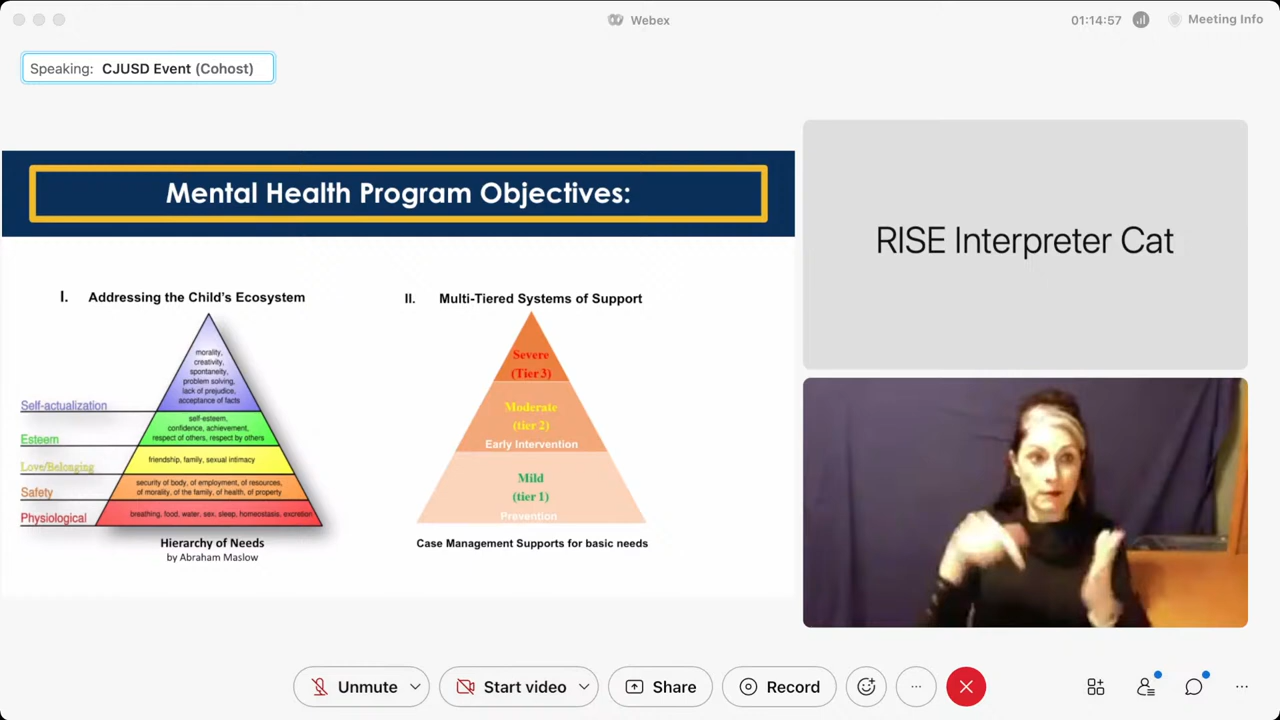 Webex
01:14:57
Meeting Info
Speaking: CJUSD Event (Cohost)
Mental Health Program Objectives:
I. Addressing the Child's Ecosystem
morality,
creativity,
spontaneity,
problem solving,
lack of prejudice,
acceptance of facts
Self-actualization
self-esteem,
confidence, achievement,
respect of others, respect by others
Esteem
friendship, family, sexual intimacy
Love/Belonging
security of body, of employment, of resources,
of morality, of the family, of health, of property
Safety
breathing, food, water, sex, sleep, homeostasis, excretion
Physiological
Hierarchy of Needs
by Abraham Maslow
II. Multi-Tiered Systems of Support
Severe
(Tier 3)
Moderate
(tier 2)
Early Intervention
Mild
(tier 1)
Prevention
Case Management Supports for basic needs
RISE Interpreter Cat
Unmute
Start video
Share
Record